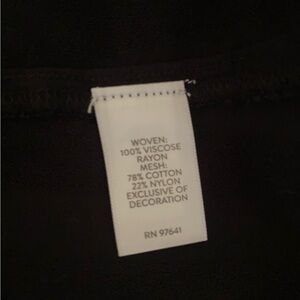 WOVEN:
100% VISCOSE
RAYON
MESH:
78% COTTON
22% NYLON
EXCLUSIVE OF
DECORATION
RN 97641